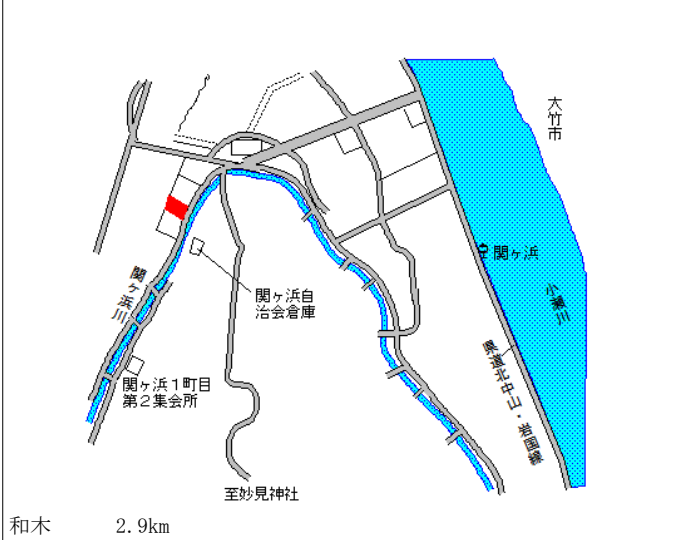 大竹市
関ヶ浜
小瀬川
関ヶ浜川
関ヶ浜自
治会倉庫
県道北中山・岩国線
関ヶ浜１町目
第２集会所
至妙見神社
和木 2.9km